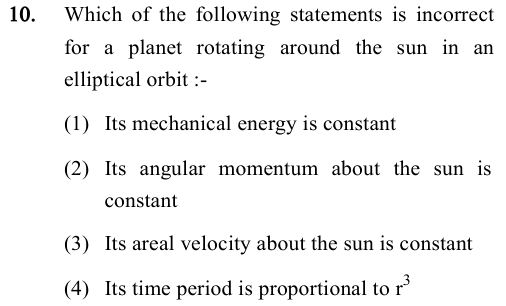 10. Which of the following statements is incorrect
for a planet rotating around the sun in an
elliptical orbit :-
(1) Its mechanical energy is constant
(2) Its angular momentum about the sun is
constant
(3) Its areal velocity about the sun is constant
(4) Its time period is proportional to r³